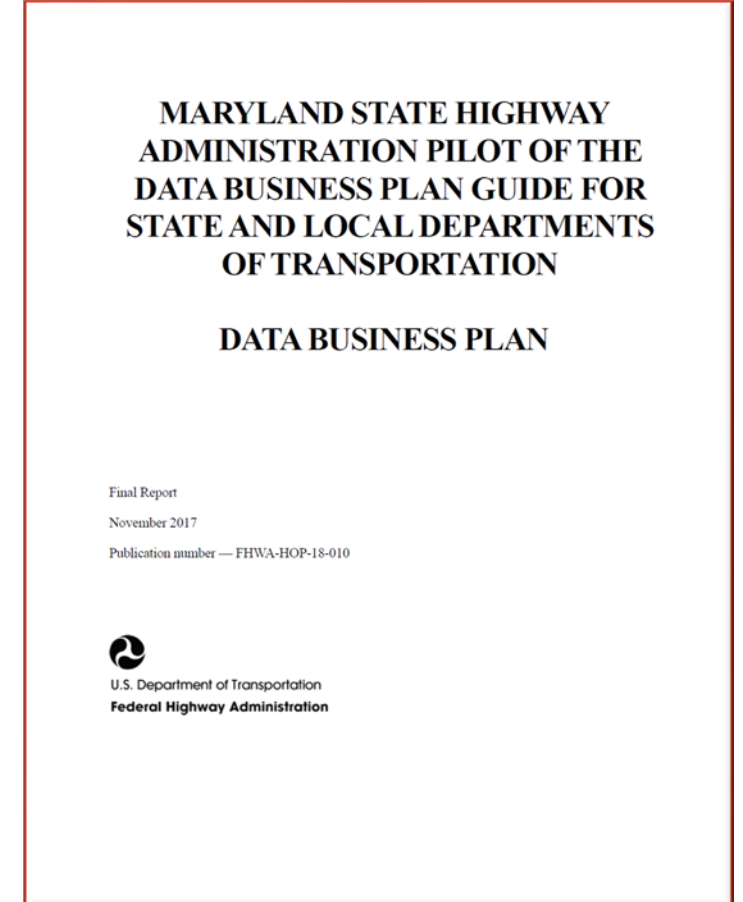 MARYLAND STATE HIGHWAY
ADMINISTRATION PILOT OF THE
DATA BUSINESS PLAN GUIDE FOR
STATE AND LOCAL DEPARTMENTS
OF TRANSPORTATION
DATA BUSINESS PLAN
Final Report
November 2017
Publication number — FHWA-HOP-18-010
U.S. Department of Transportation
Federal Highway Administration